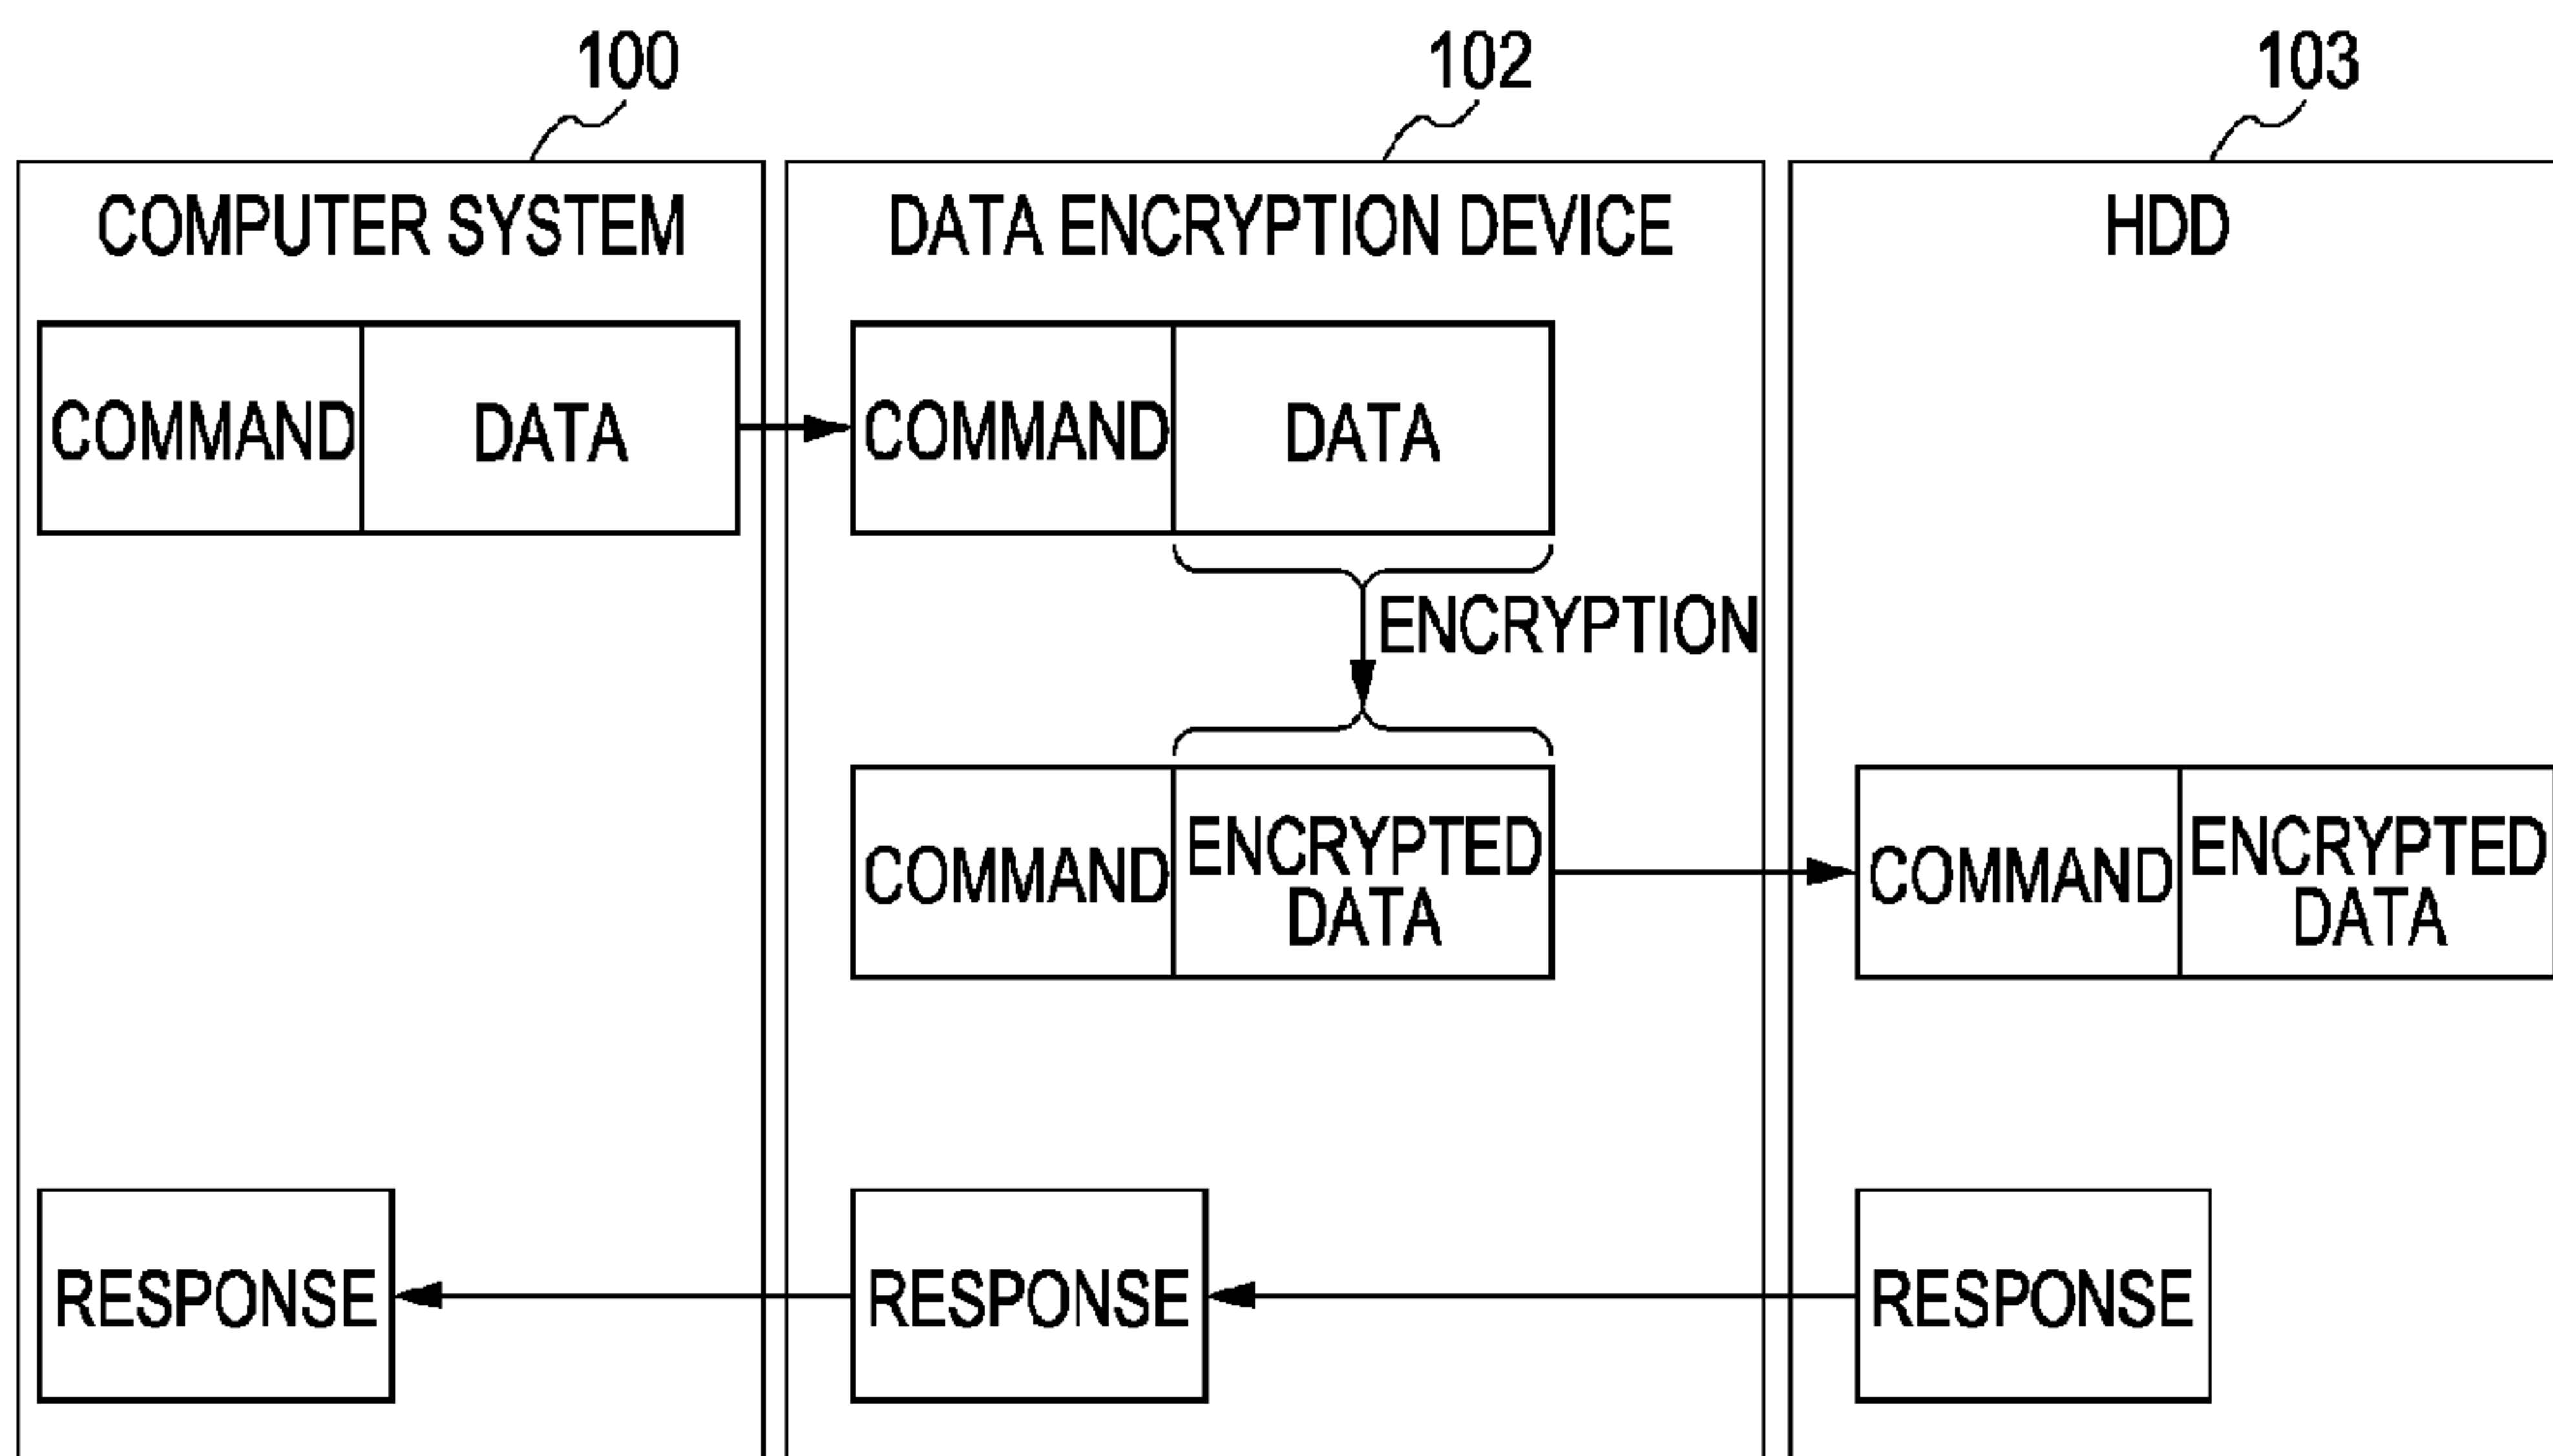 100
102
103
COMPUTER SYSTEM
DATA ENCRYPTION DEVICE
HDD
COMMAND
DATA
COMMAND
DATA
ENCRYPTION
COMMAND
ENCRYPTED
DATA
COMMAND
ENCRYPTED
DATA
RESPONSE
RESPONSE
RESPONSE